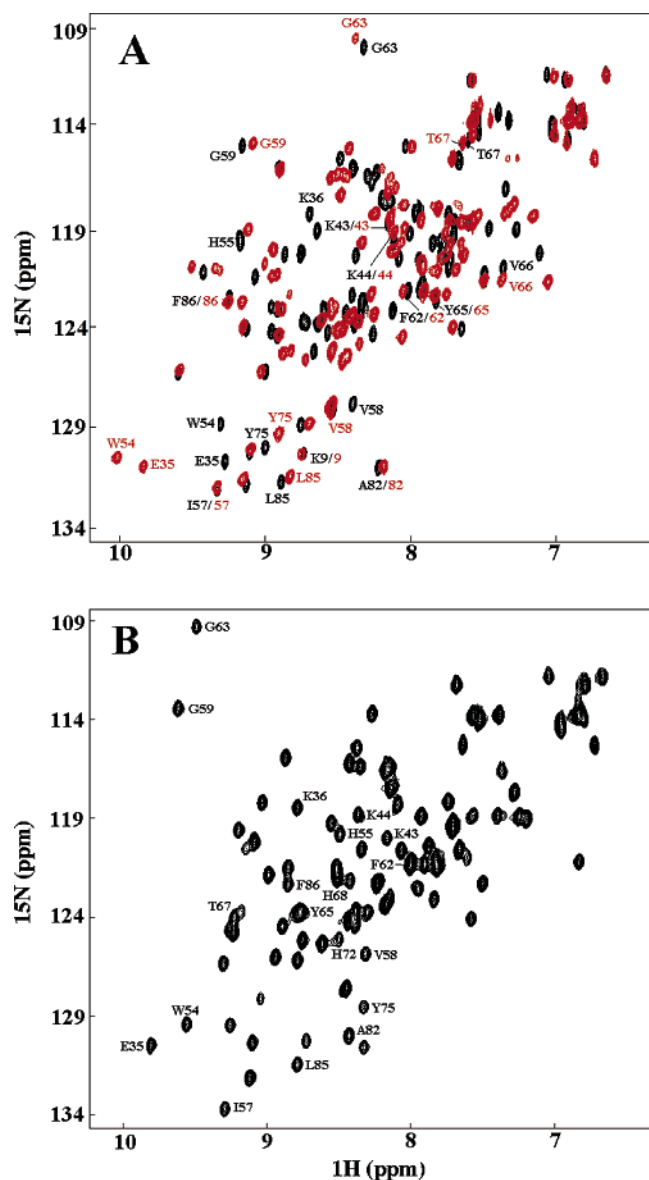 A
109
114
119
124
129
134
15N (ppm)
G63
G63
G59
G59
T67
T67
K36
K43/43
H55
K44/44
V66
V66
F86/86
F62/62
Y65/65
W54
Y75
V58
V58
W54
E35
E35
Y75
K9/9
L85
L85
A82/82
I57/57
10
9
8
7
B
109
114
119
124
129
134
15N (ppm)
G63
G59
K36
K44
H55
K43
F62
F86
H68
T67
Y65
H72
V58
W54
Y75
E35
A82
L85
I57
10
9
8
7
1H (ppm)